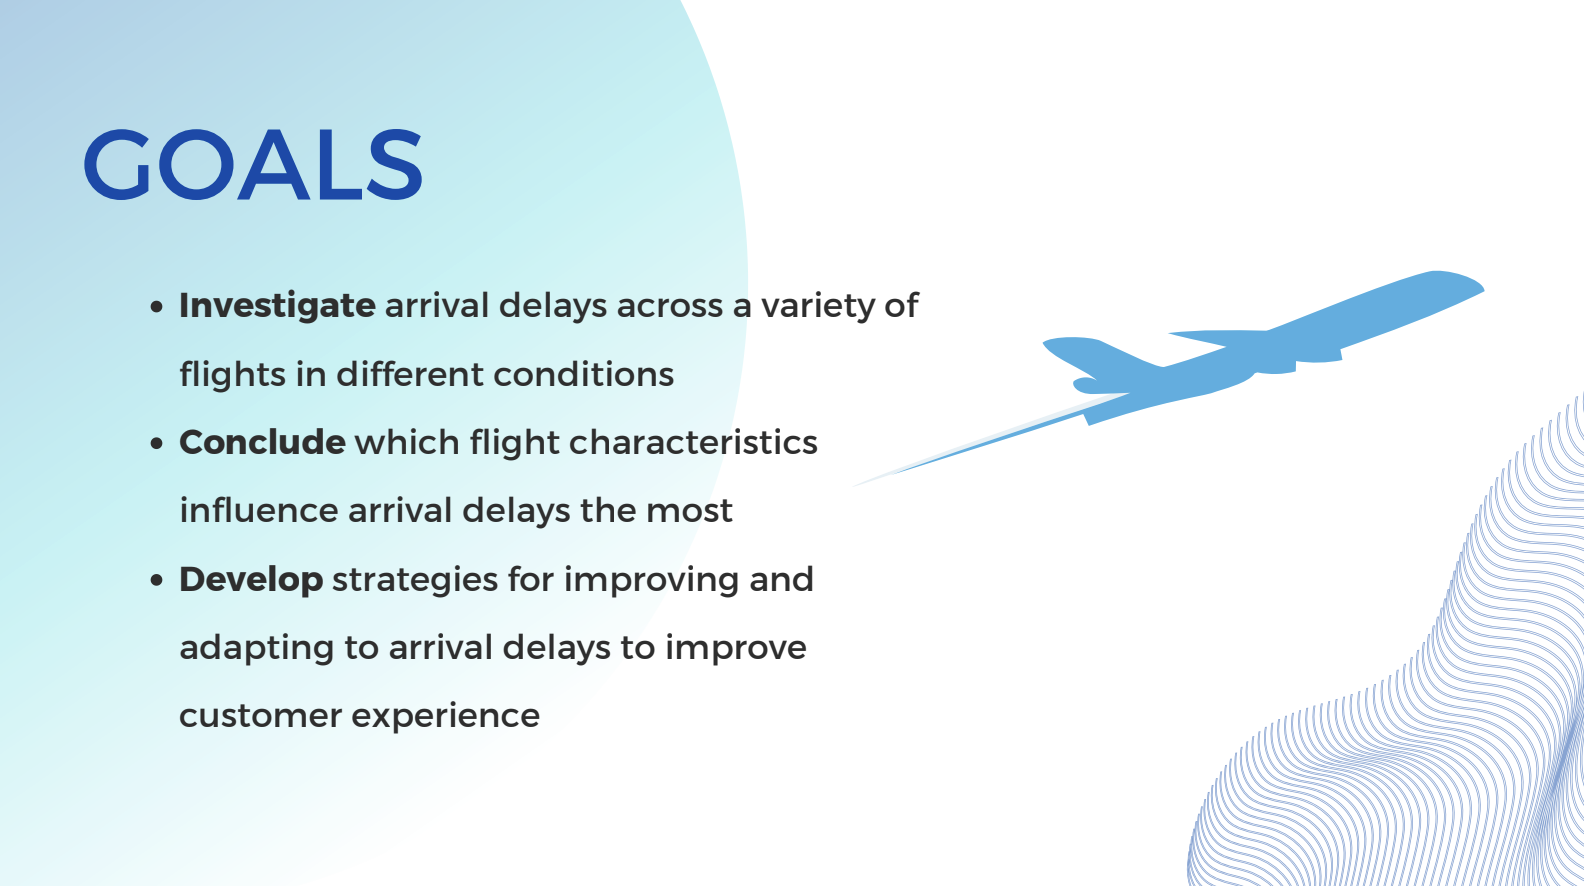 GOALS
• Investigate arrival delays across a variety of
flights in different conditions
• Conclude which flight characteristics
influence arrival delays the most
• Develop strategies for improving and
adapting to arrival delays to improve
customer experience